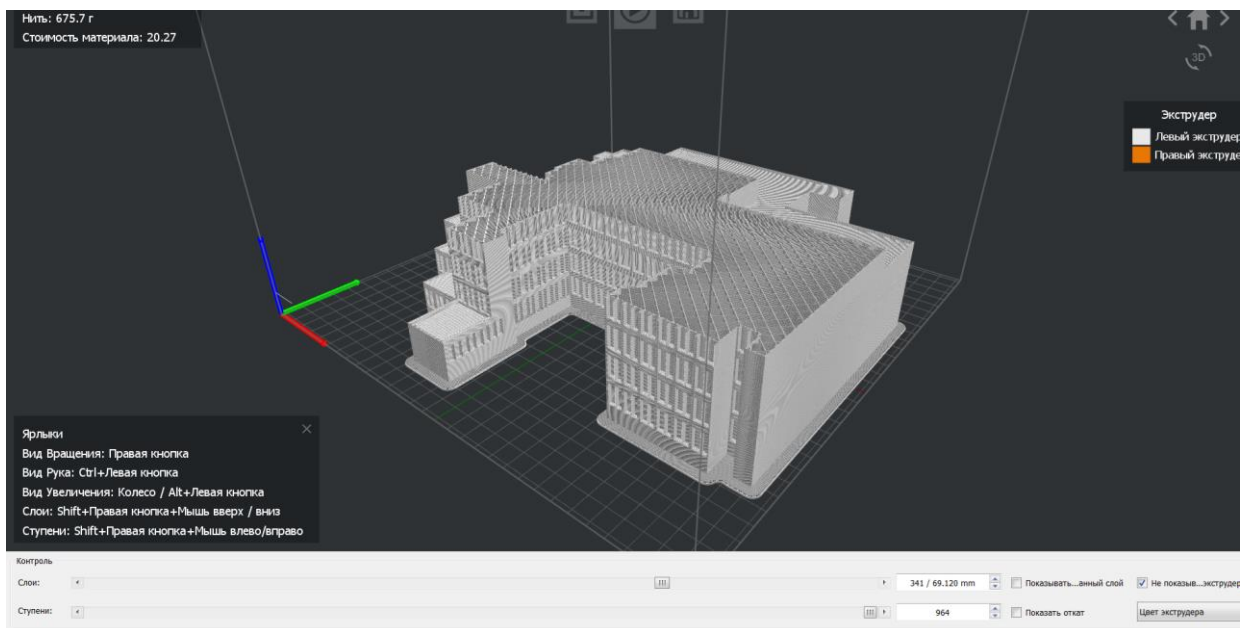 Нить: 675.7 г
Стоимость материала: 20.27
3D
Экструдер
Левый экструдер
Правый экструде
Ярлыки
Вид Вращения: Правая кнопка
Вид Рука: Ctrl+Левая кнопка
Вид Увеличения: Колесо / Alt+Левая кнопка
Слои: Shift+Правая кнопка+Мышь вверх / вниз
Ступени: Shift+Правая кнопка+Мышь влево/вправо
Контроль
Слои: 341 / 69.120 mm Показывать...анный слой Не показыв...экструдер
Ступени: 964 Показать откат Цвет экструдера